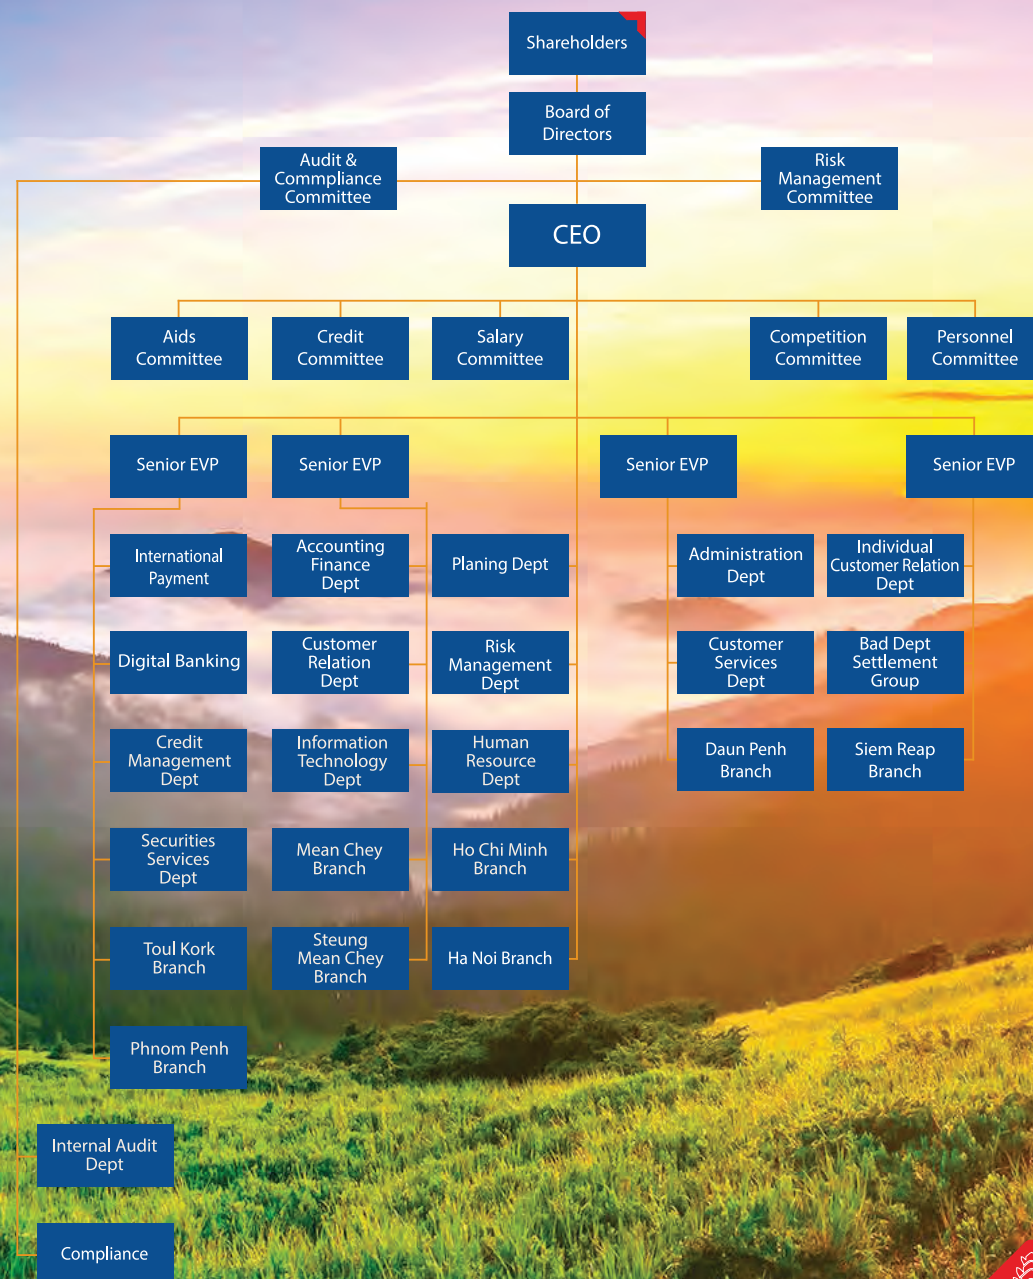 Shareholders
Board of
Directors
Audit &
Commpliance
Committee
Risk
Management
Committee
CEO
Aids
Committee
Credit
Committee
Salary
Committee
Competition
Committee
Personnel
Committee
Senior EVP
Senior EVP
Senior EVP
Senior EVP
International
Payment
Accounting
Finance
Dept
Planing Dept
Administration
Dept
Individual
Customer Relation
Dept
Digital Banking
Customer
Relation
Dept
Risk
Management
Dept
Customer
Services
Dept
Bad Dept
Settlement
Group
Credit
Management
Dept
Information
Technology
Dept
Human
Resource
Dept
Daun Penh
Branch
Siem Reap
Branch
Securities
Services
Dept
Mean Chey
Branch
Ho Chi Minh
Branch
Toul Kork
Branch
Steung
Mean Chey
Branch
Ha Noi Branch
Phnom Penh
Branch
Internal Audit
Dept
Compliance